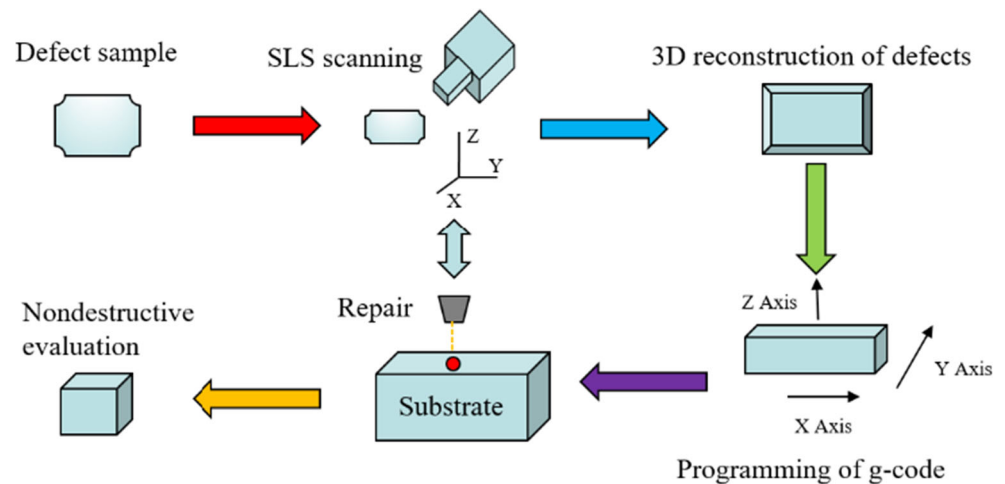 Defect sample
SLS scanning
3D reconstruction of defects
Z
Y
X
Z Axis
Y Axis
X Axis
Programming of g-code
Repair
Substrate
Nondestructive
evaluation